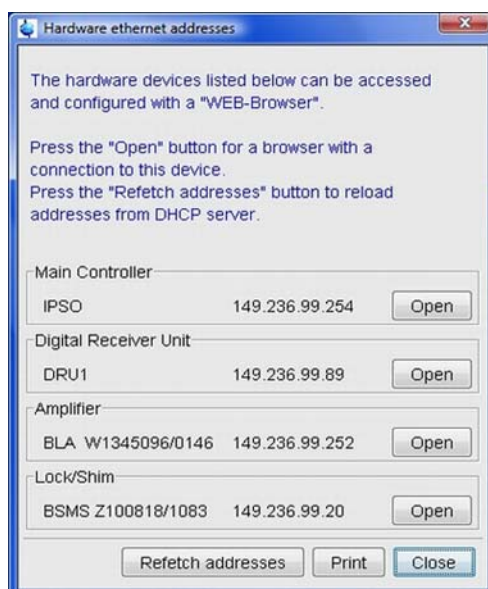 Hardware ethernet addresses
The hardware devices listed below can be accessed
and configured with a "WEB-Browser".
Press the "Open" button for a browser with a
connection to this device.
Press the "Refetch addresses" button to reload
addresses from DHCP server.
Main Controller
IPSO 149.236.99.254 Open
Digital Receiver Unit
DRU1 149.236.99.89 Open
Amplifier
BLA W1345096/0146 149.236.99.252 Open
Lock/Shim
BSMS Z100818/1083 149.236.99.20 Open
Refetch addresses Print Close